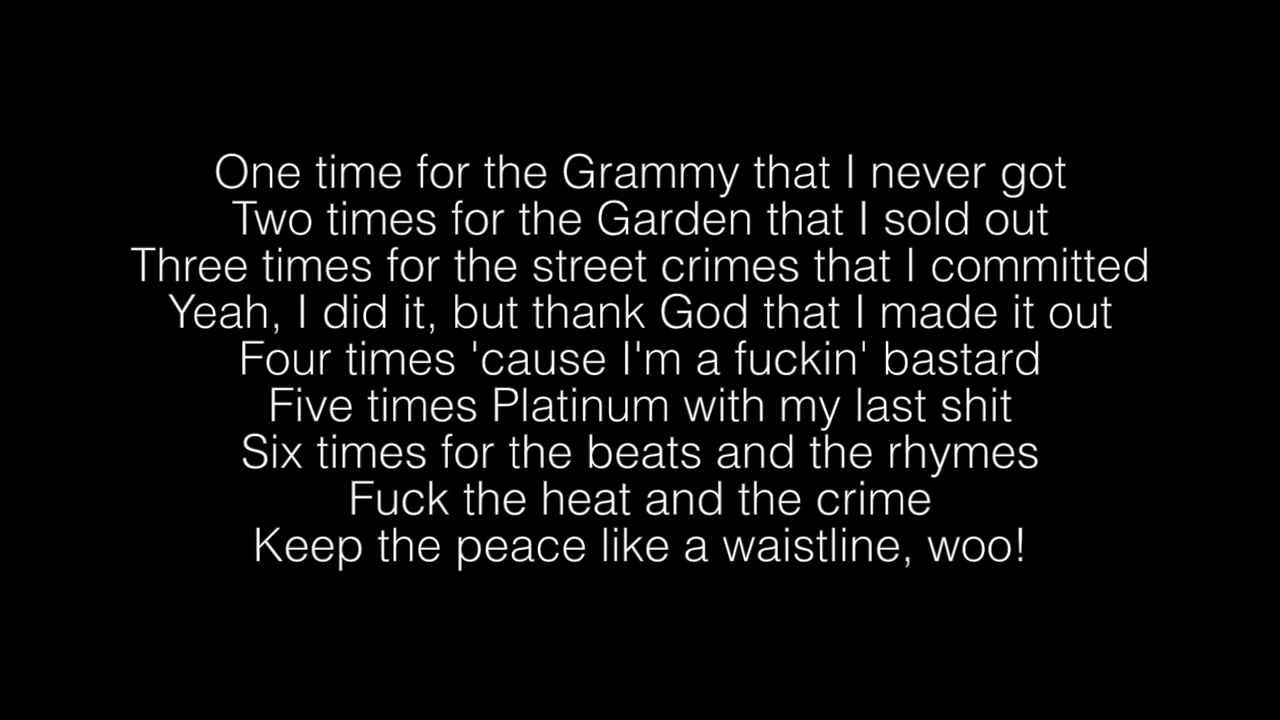 One time for the Grammy that I never got
Two times for the Garden that I sold out
Three times for the street crimes that I committed
Yeah, I did it, but thank God that I made it out
Four times 'cause I'm a fuckin' bastard
Five times Platinum with my last shit
Six times for the beats and the rhymes
Fuck the heat and the crime
Keep the peace like a waistline, woo!